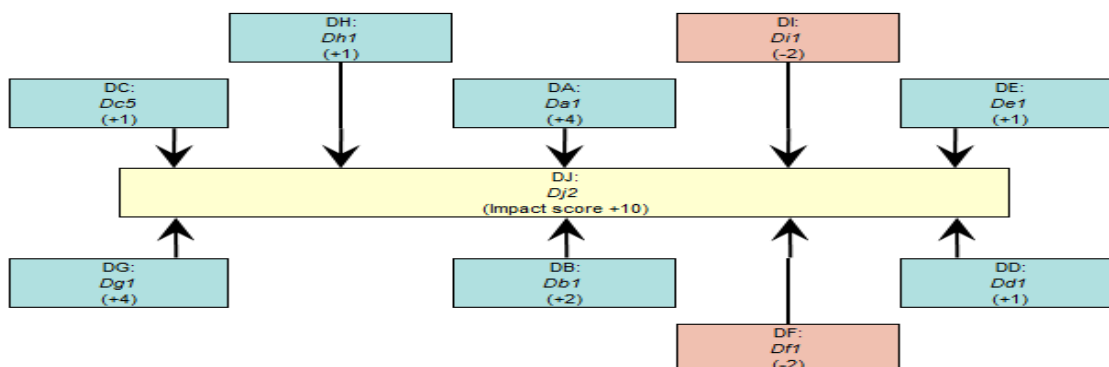 DH:
Dh1
(+1)
DI:
Di1
(-2)
DC:
Dc5
(+1)
DA:
Da1
(+4)
DE:
De1
(+1)
DJ:
Dj2
(Impact score +10)
DG:
Dg1
(+4)
DB:
Db1
(+2)
DD:
Dd1
(+1)
DF:
Df1
(-2)